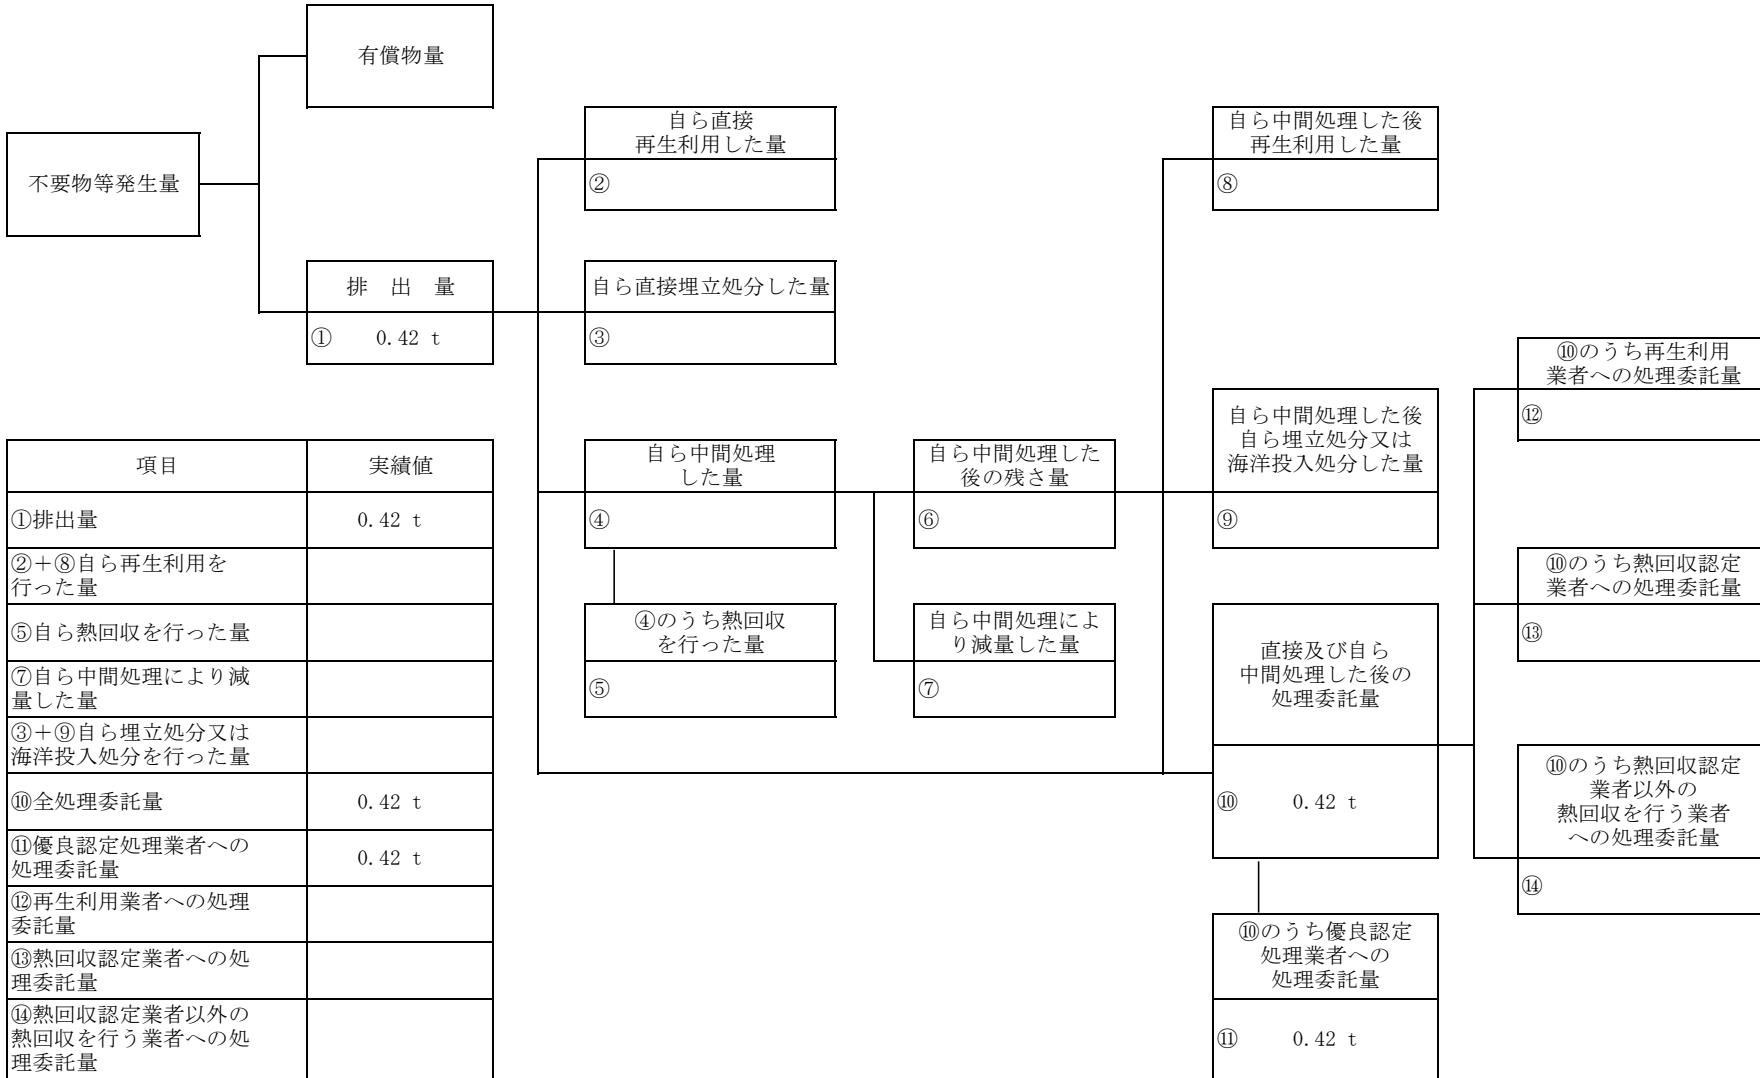 有償物量
不要物等発生量
排　出　量
①　0.42 t
自ら直接
再生利用した量
②
自ら直接埋立処分した量
③
自ら中間処理
した量
④
④のうち熱回収
を行った量
⑤
自ら中間処理した
後の残さ量
⑥
自ら中間処理によ
り減量した量
⑦
自ら中間処理した後
再生利用した量
⑧
自ら中間処理した後
自ら埋立処分又は
海洋投入処分した量
⑨
直接及び自ら
中間処理した後の
処理委託量
⑩　0.42 t
⑩のうち優良認定
処理業者への
処理委託量
⑪　0.42 t
⑩のうち再生利用
業者への処理委託量
⑫
⑩のうち熱回収認定
業者への処理委託量
⑬
⑩のうち熱回収認定
業者以外の
熱回収を行う業者
への処理委託量
⑭
項目　実績値
①排出量　0.42 t
②＋⑧自ら再生利用を
行った量
⑤自ら熱回収を行った量
⑦自ら中間処理により減
量した量
③＋⑨自ら埋立処分又は
海洋投入処分を行った量
⑩全処理委託量　0.42 t
⑪優良認定処理業者への
処理委託量　0.42 t
⑫再生利用業者への処理
委託量
⑬熱回収認定業者への処
理委託量
⑭熱回収認定業者以外の
熱回収を行う業者への処
理委託量